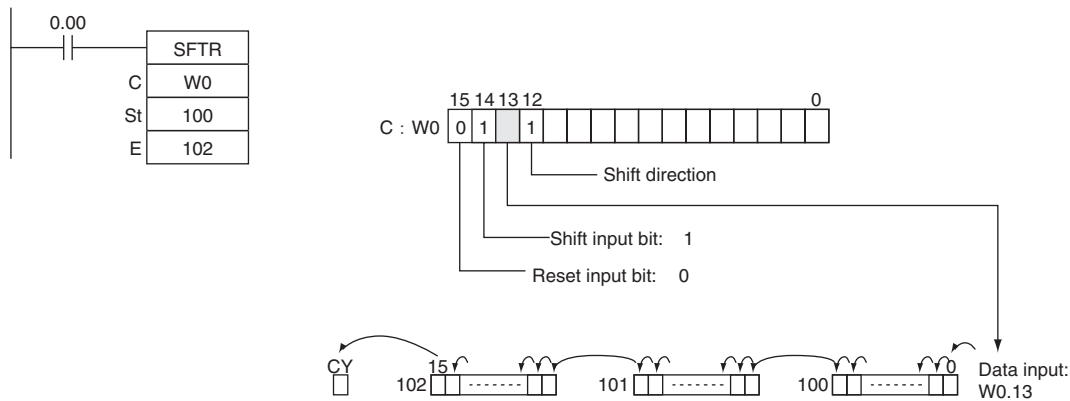 0.00
SFTR
C W0
St 100
E 102
15 14 13 12 0
C : W0 0 1 1
Shift direction
Shift input bit: 1
Reset input bit: 0
CY 15 0
102 101 100 Data input:
W0.13